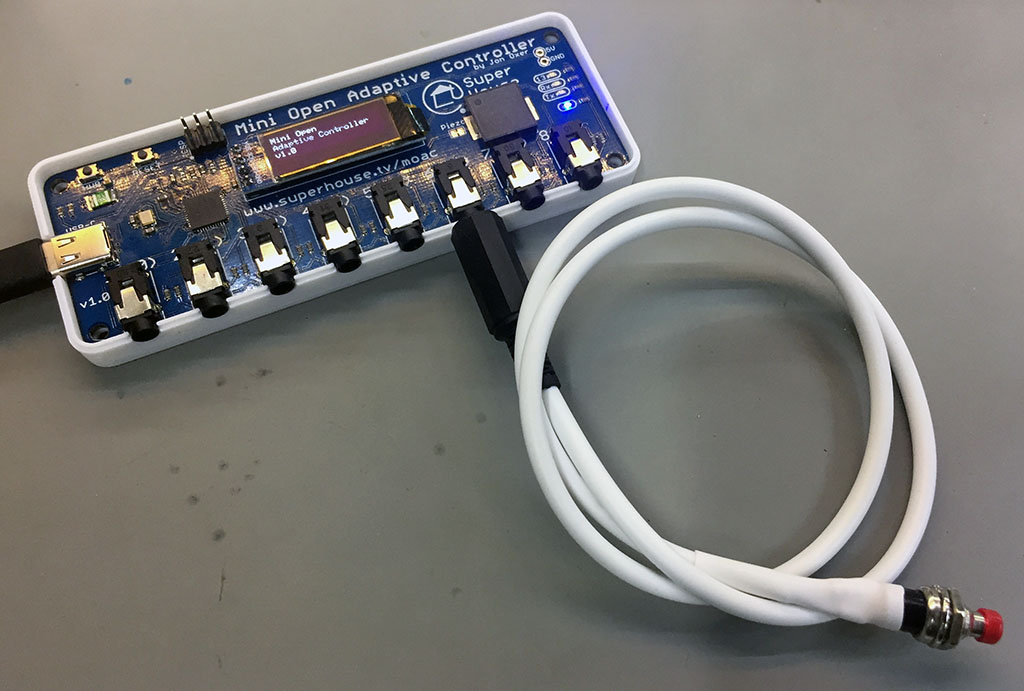 Mini Open Adaptive Controller
by Jon Oxer
Super
House
5V
GND
Mini Open
Adaptive Controller
v1.0
Piezo
www.superhouse.tv/moac
USB-C
v1.0
7
8